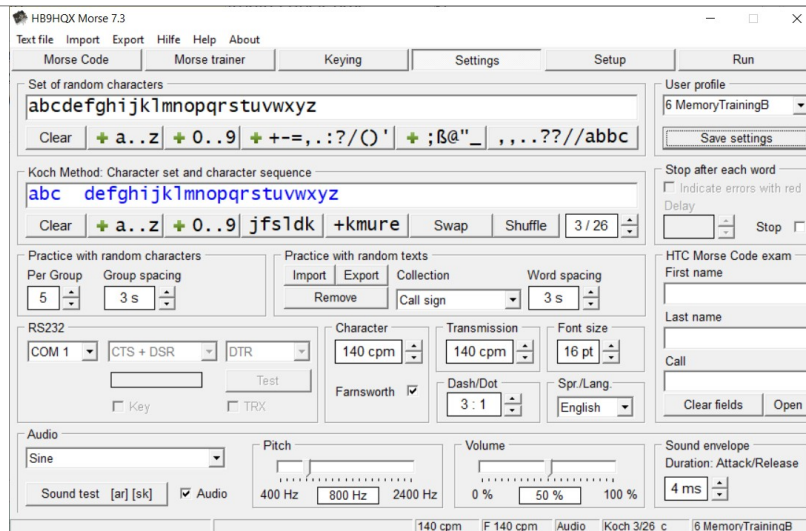 HB9HQX Morse 7.3
Text file Import Export Hilfe Help About
Morse Code Morse trainer Keying Settings Setup Run
Set of random characters
abcdefghijklmnopqrstuvwxyz
Clear + a..z + 0..9 + +-=,.:?/()' + ;ß@"_ ,,..??//abbc
User profile
6 MemoryTrainingB
Save settings
Koch Method: Character set and character sequence
abc defghijklmnopqrstuvwxyz
Clear + a..z + 0..9 jfsldk +kmure Swap Shuffle 3 / 26
Stop after each word
Indicate errors with red
Delay
Stop
Practice with random characters
Per Group Group spacing
5 3 s
Practice with random texts
Import Export Collection Word spacing
Remove Call sign 3 s
HTC Morse Code exam
First name
Last name
Call
Clear fields Open
RS232
COM 1 CTS + DSR DTR
Test
Key TRX
Character
140 cpm
Farnsworth
Transmission
140 cpm
Font size
16 pt
Dash/Dot
3 : 1
Spr./Lang.
English
Audio
Sine
Sound test [ar] [sk] Audio
Pitch
400 Hz 800 Hz 2400 Hz
Volume
0 % 50 % 100 %
Sound envelope
Duration: Attack/Release
4 ms
140 cpm F 140 cpm Audio Koch 3/26 c 6 MemoryTrainingB